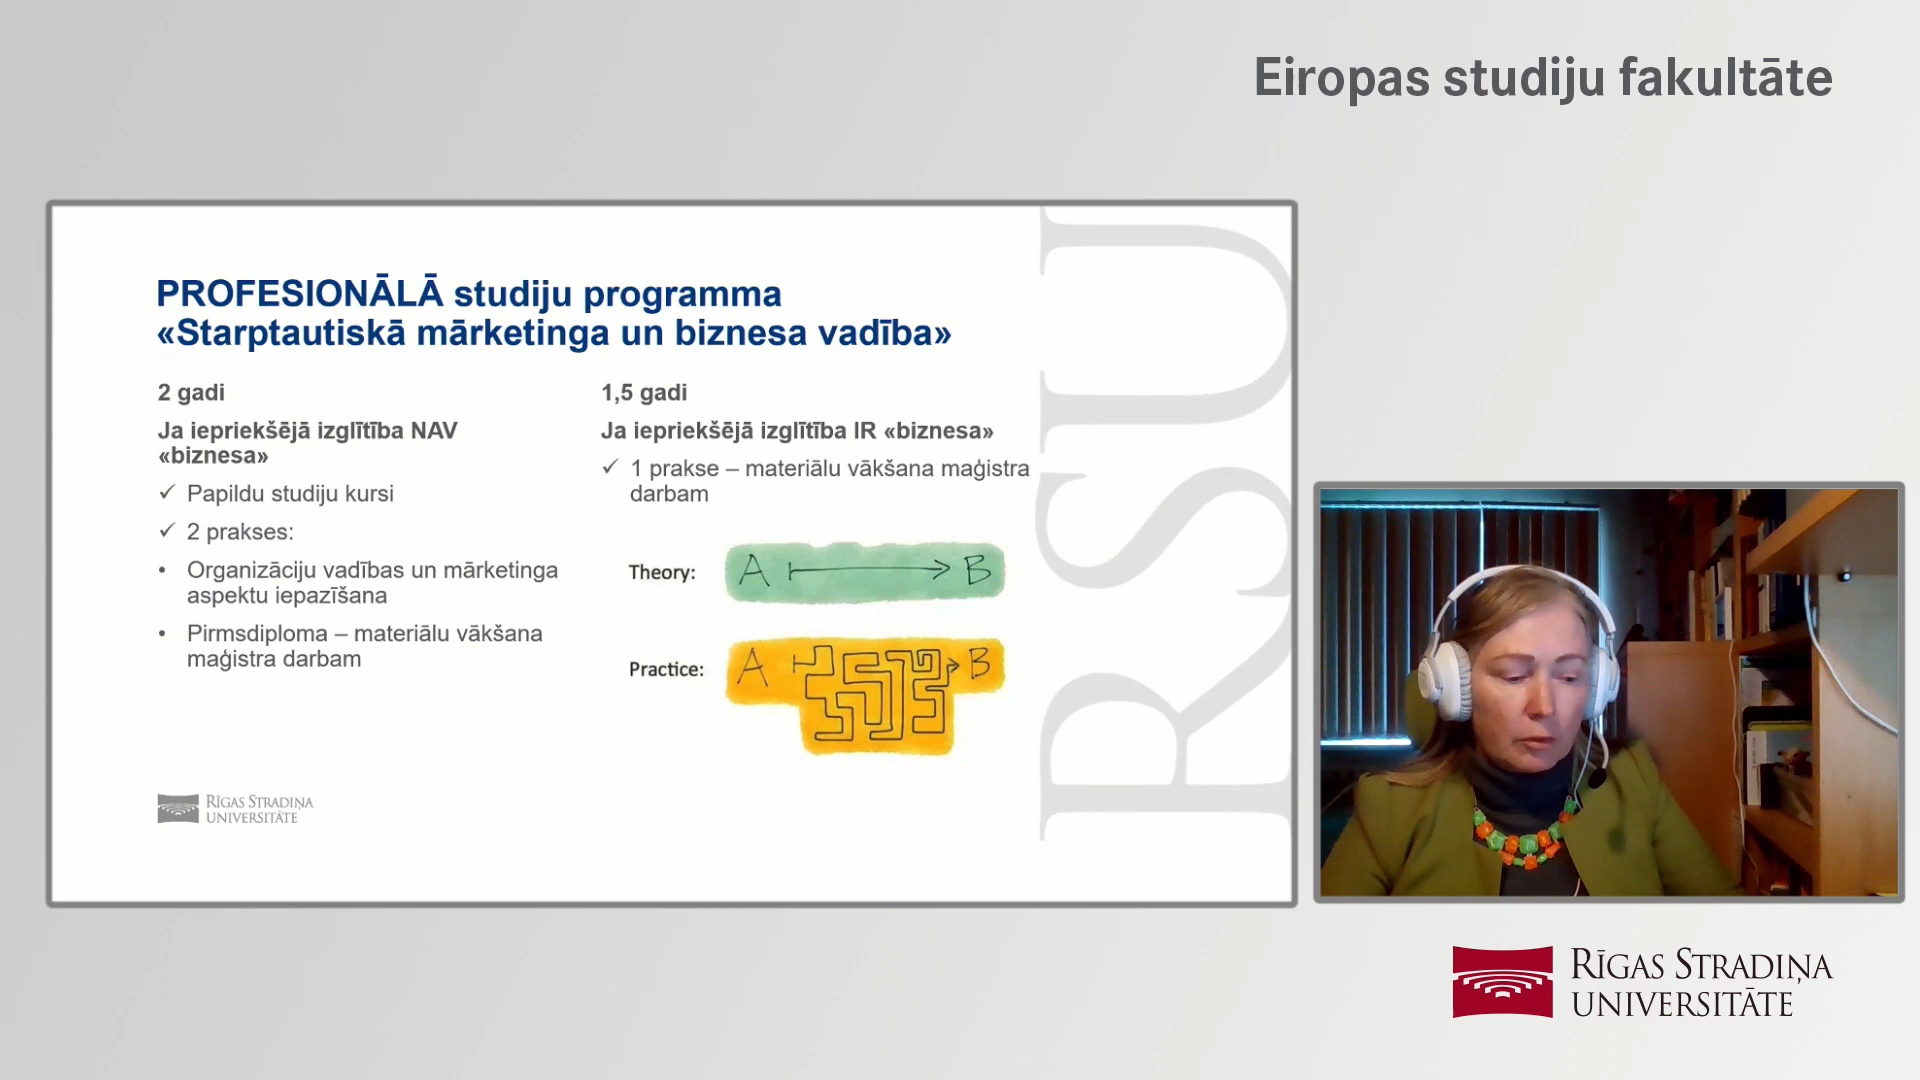 Eiropas studiju fakultāte
PROFESIONĀLĀ studiju programma
«Starptautiskā mārketinga un biznesa vadība»
2 gadi
Ja iepriekšējā izglītība NAV
«biznesa»
✓ Papildu studiju kursi
✓ 2 prakses:
• Organizāciju vadības un mārketinga
aspektu iepazīšana
• Pirmsdiploma – materiālu vākšana
maģistra darbam
1,5 gadi
Ja iepriekšējā izglītība IR «biznesa»
✓ 1 prakse – materiālu vākšana maģistra
darbam
Theory: A B
Practice: A B
RĪGAS STRADIŅA
UNIVERSITĀTE
RSU
RĪGAS STRADIŅA
UNIVERSITĀTE